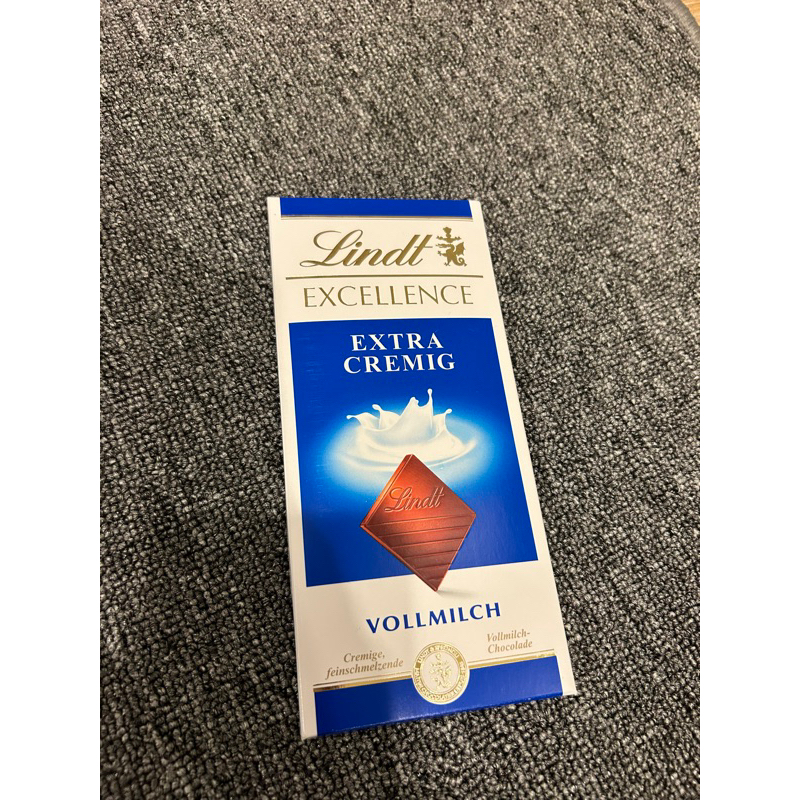 Lindt
EXCELLENCE
EXTRA
CREMIG
Lindt
VOLLMILCH
Cremige,
feinschmelzende
Vollmilch-
Chocolade